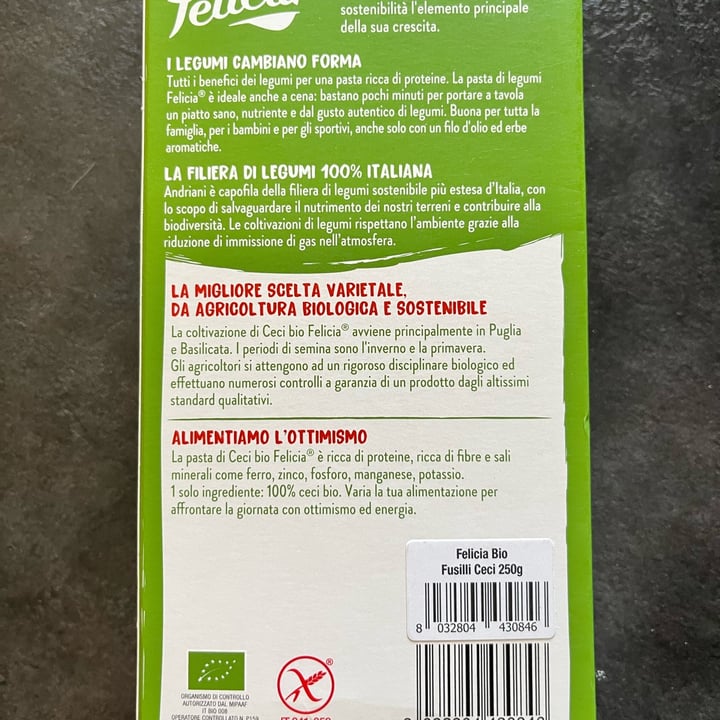 Felicia
sostenibilità l'elemento principale
della sua crescita.
I LEGUMI CAMBIANO FORMA
Tutti i benefici dei legumi per una pasta ricca di proteine. La pasta di legumi
Felicia® è ideale anche a cena: bastano pochi minuti per portare a tavola
un piatto sano, nutriente e dal gusto autentico di legumi. Buona per tutta la
famiglia, per i bambini e per gli sportivi, anche solo con un filo d'olio ed erbe
aromatiche.
LA FILIERA DI LEGUMI 100% ITALIANA
Andriani è capofila della filiera di legumi sostenibile più estesa d'Italia, con
lo scopo di salvaguardare il nutrimento dei nostri terreni e contribuire alla
biodiversità. Le coltivazioni di legumi rispettano l'ambiente grazie alla
riduzione di immissione di gas nell'atmosfera.
LA MIGLIORE SCELTA VARIETALE,
DA AGRICOLTURA BIOLOGICA E SOSTENIBILE
La coltivazione di Ceci bio Felicia® avviene principalmente in Puglia
e Basilicata. I periodi di semina sono l'inverno e la primavera.
Gli agricoltori si attengono ad un rigoroso disciplinare biologico ed
effettuano numerosi controlli a garanzia di un prodotto dagli altissimi
standard qualitativi.
ALIMENTIAMO L'OTTIMISMO
La pasta di Ceci bio Felicia® è ricca di proteine, ricca di fibre e sali
minerali come ferro, zinco, fosforo, manganese, potassio.
1 solo ingrediente: 100% ceci bio. Varia la tua alimentazione per
affrontare la giornata con ottimismo ed energia.
Felicia Bio
Fusilli Ceci 250g
8 032804 430846
ORGANISMO DI CONTROLLO
AUTORIZZATO DAL MIPAAF
IT BIO 008
OPERATORE CONTROLLATO N. P159